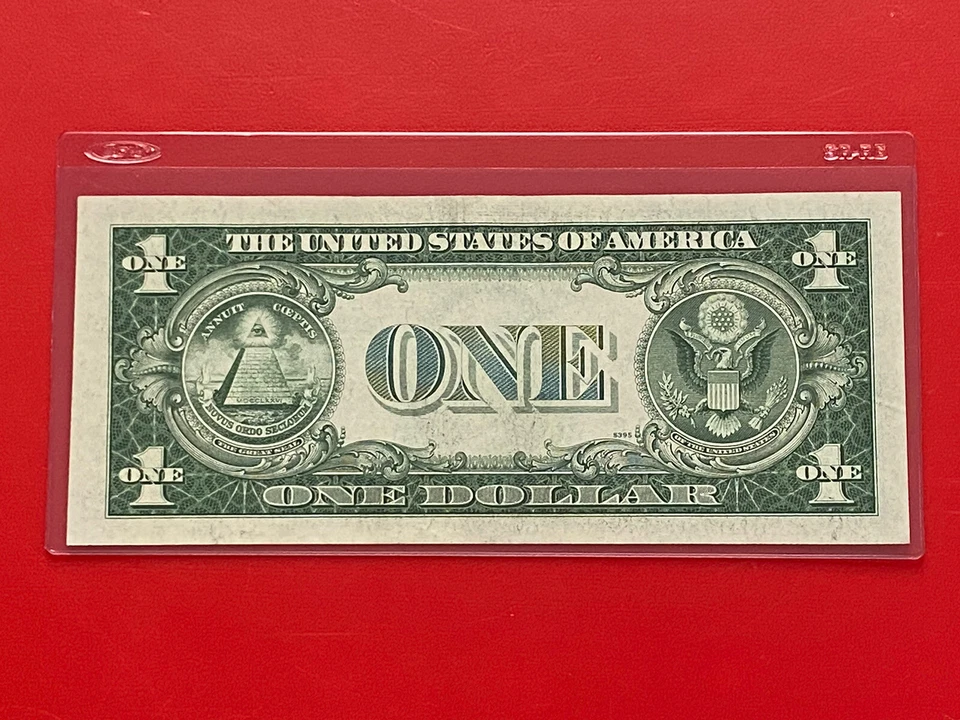 THE UNITED STATES OF AMERICA
1
ONE
1
ONE
ANNUIT CŒPTIS
MDCCLXXVI
NOVUS ORDO SECLORUM
THE GREAT SEAL
ONE
OF THE UNITED STATES
5395
1
ONE
1
ONE
ONE DOLLAR